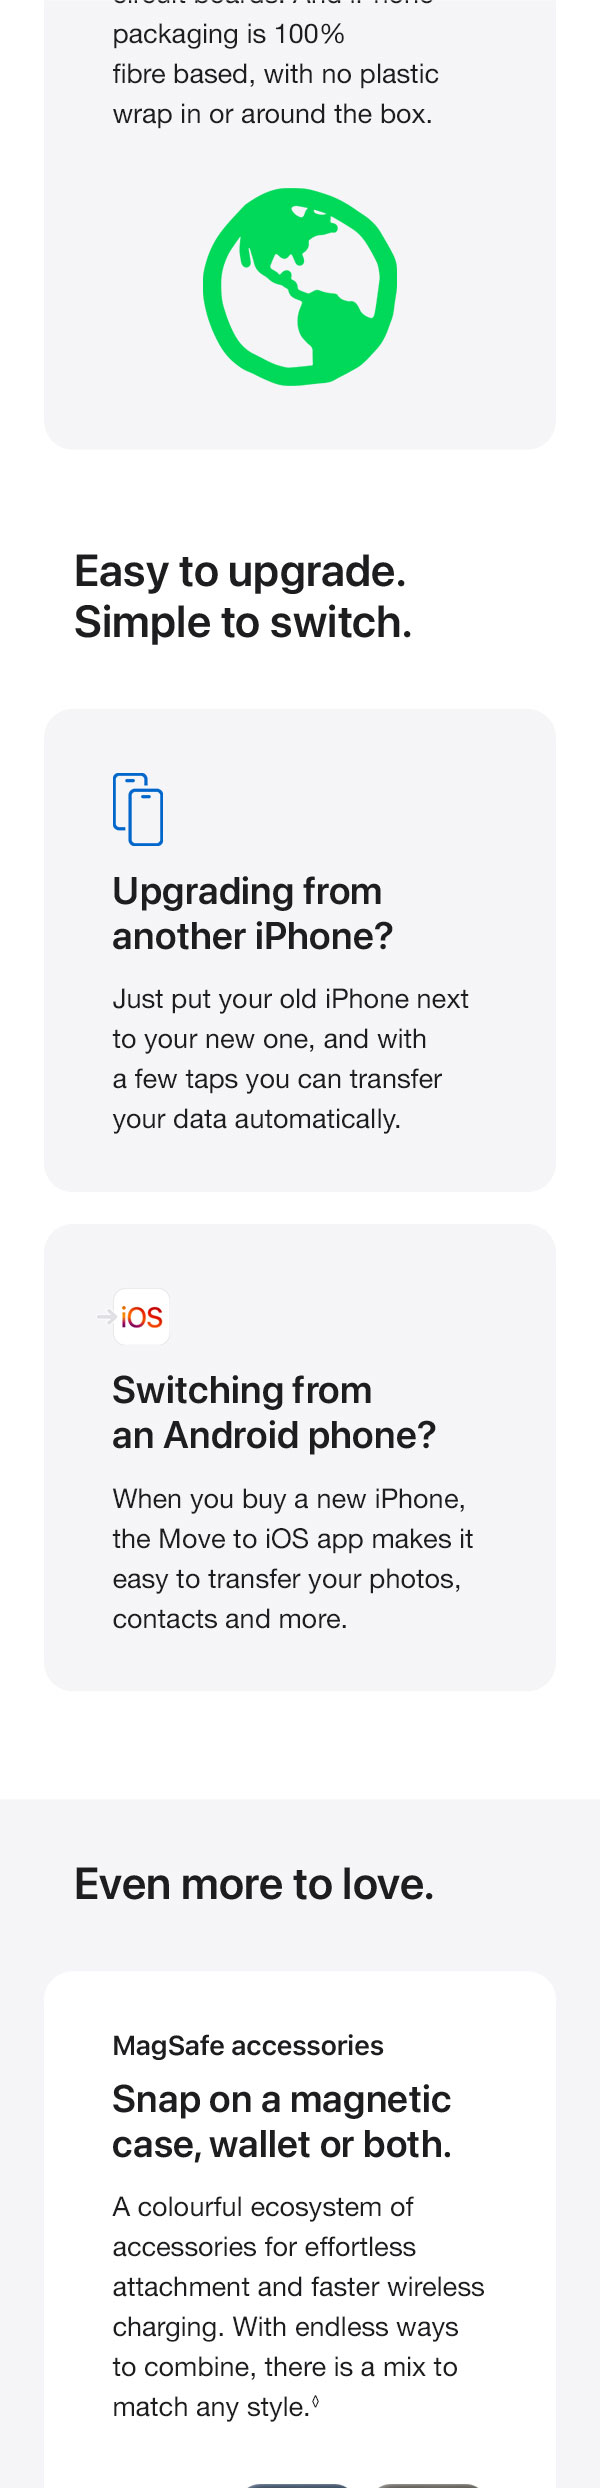 packaging is 100%
fibre based, with no plastic
wrap in or around the box.
Easy to upgrade.
Simple to switch.
Upgrading from
another iPhone?
Just put your old iPhone next
to your new one, and with
a few taps you can transfer
your data automatically.
iOS
Switching from
an Android phone?
When you buy a new iPhone,
the Move to iOS app makes it
easy to transfer your photos,
contacts and more.
Even more to love.
MagSafe accessories
Snap on a magnetic
case, wallet or both.
A colourful ecosystem of
accessories for effortless
attachment and faster wireless
charging. With endless ways
to combine, there is a mix to
match any style.◊